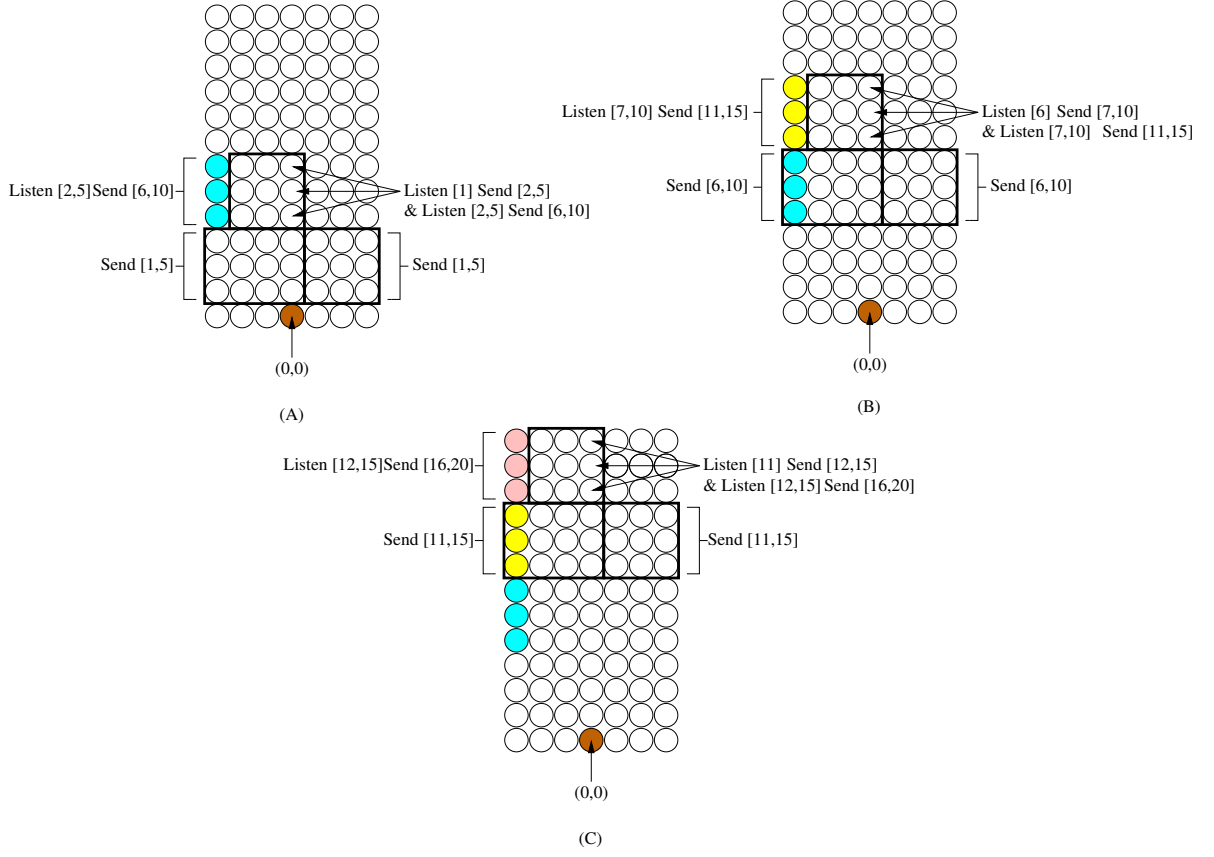 Listen [2,5]Send [6,10]
Listen [1] Send [2,5]
& Listen [2,5] Send [6,10]
Send [1,5]
Send [1,5]
(0,0)
(A)
Listen [7,10] Send [11,15]
Listen [6] Send [7,10]
& Listen [7,10] Send [11,15]
Send [6,10]
Send [6,10]
(0,0)
(B)
Listen [12,15]Send [16,20]
Listen [11] Send [12,15]
& Listen [12,15] Send [16,20]
Send [11,15]
Send [11,15]
(0,0)
(C)